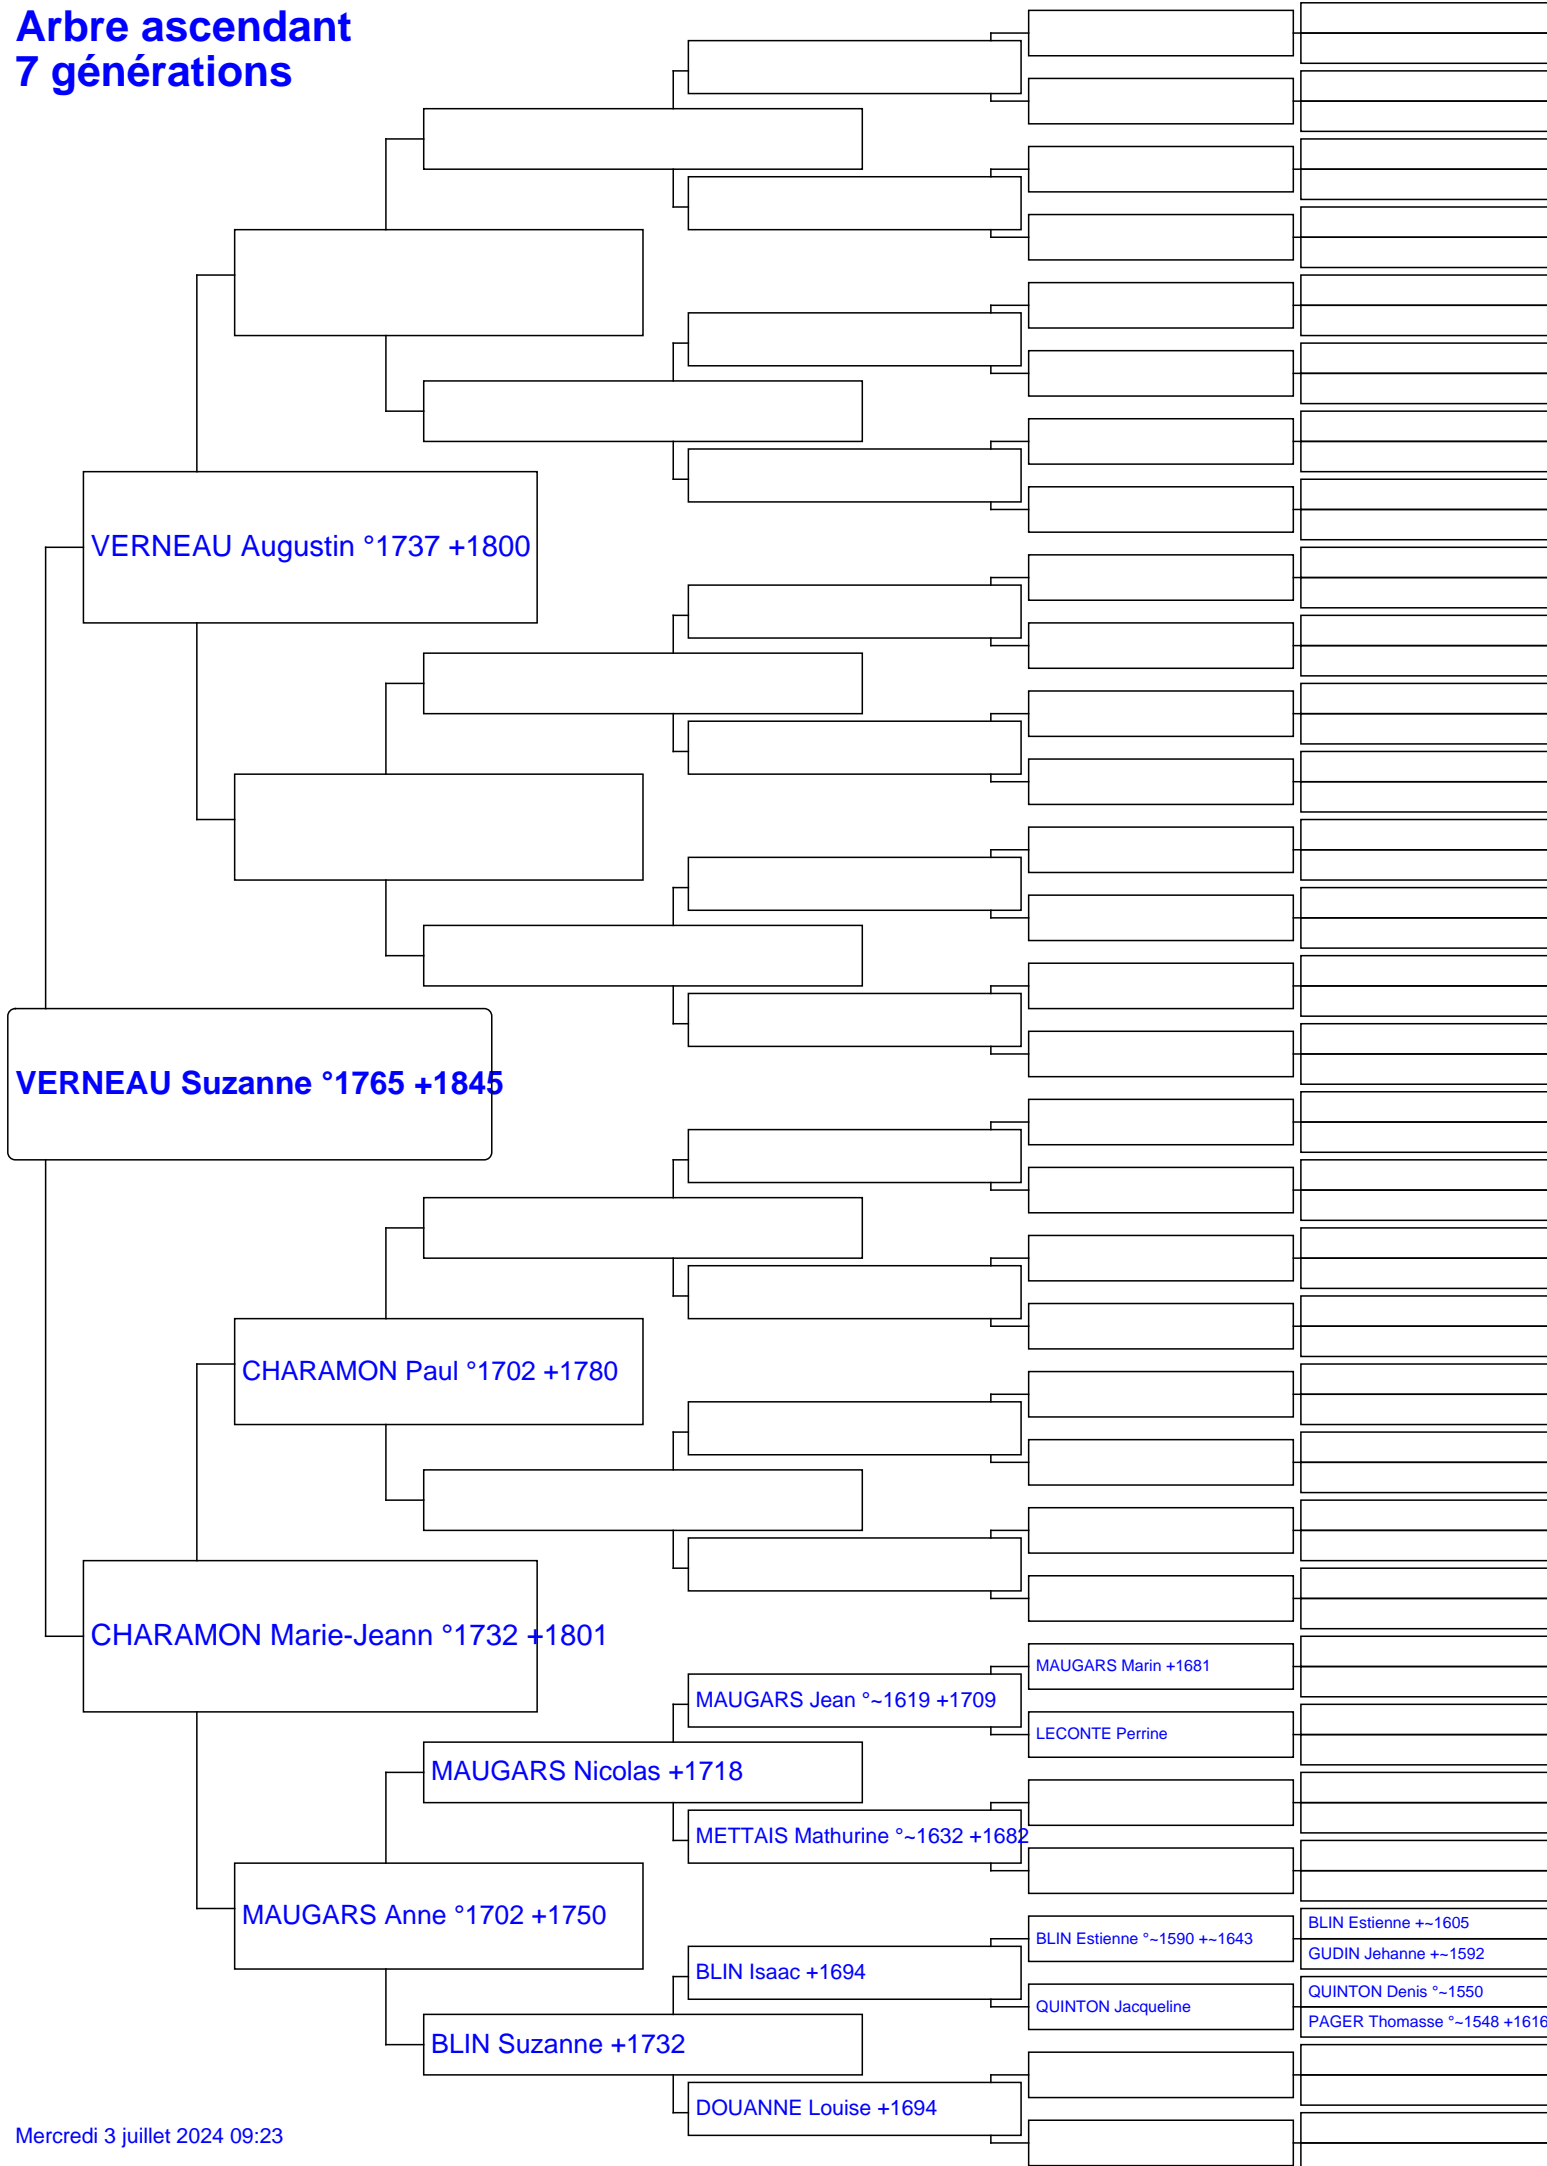 Arbre ascendant
7 générations
VERNEAU Augustin °1737 +1800
VERNEAU Suzanne °1765 +1845
CHARAMON Paul °1702 +1780
CHARAMON Marie-Jeann °1732 +1801
MAUGARS Marin +1681
MAUGARS Jean °~1619 +1709
LECONTE Perrine
MAUGARS Nicolas +1718
METTAIS Mathurine °~1632 +1682
MAUGARS Anne °1702 +1750
BLIN Estienne +~1605
BLIN Estienne °~1590 +~1643
GUDIN Jehanne +~1592
BLIN Isaac +1694
QUINTON Denis °~1550
QUINTON Jacqueline
PAGER Thomasse °~1548 +1616
BLIN Suzanne +1732
DOUANNE Louise +1694
Mercredi 3 juillet 2024 09:23